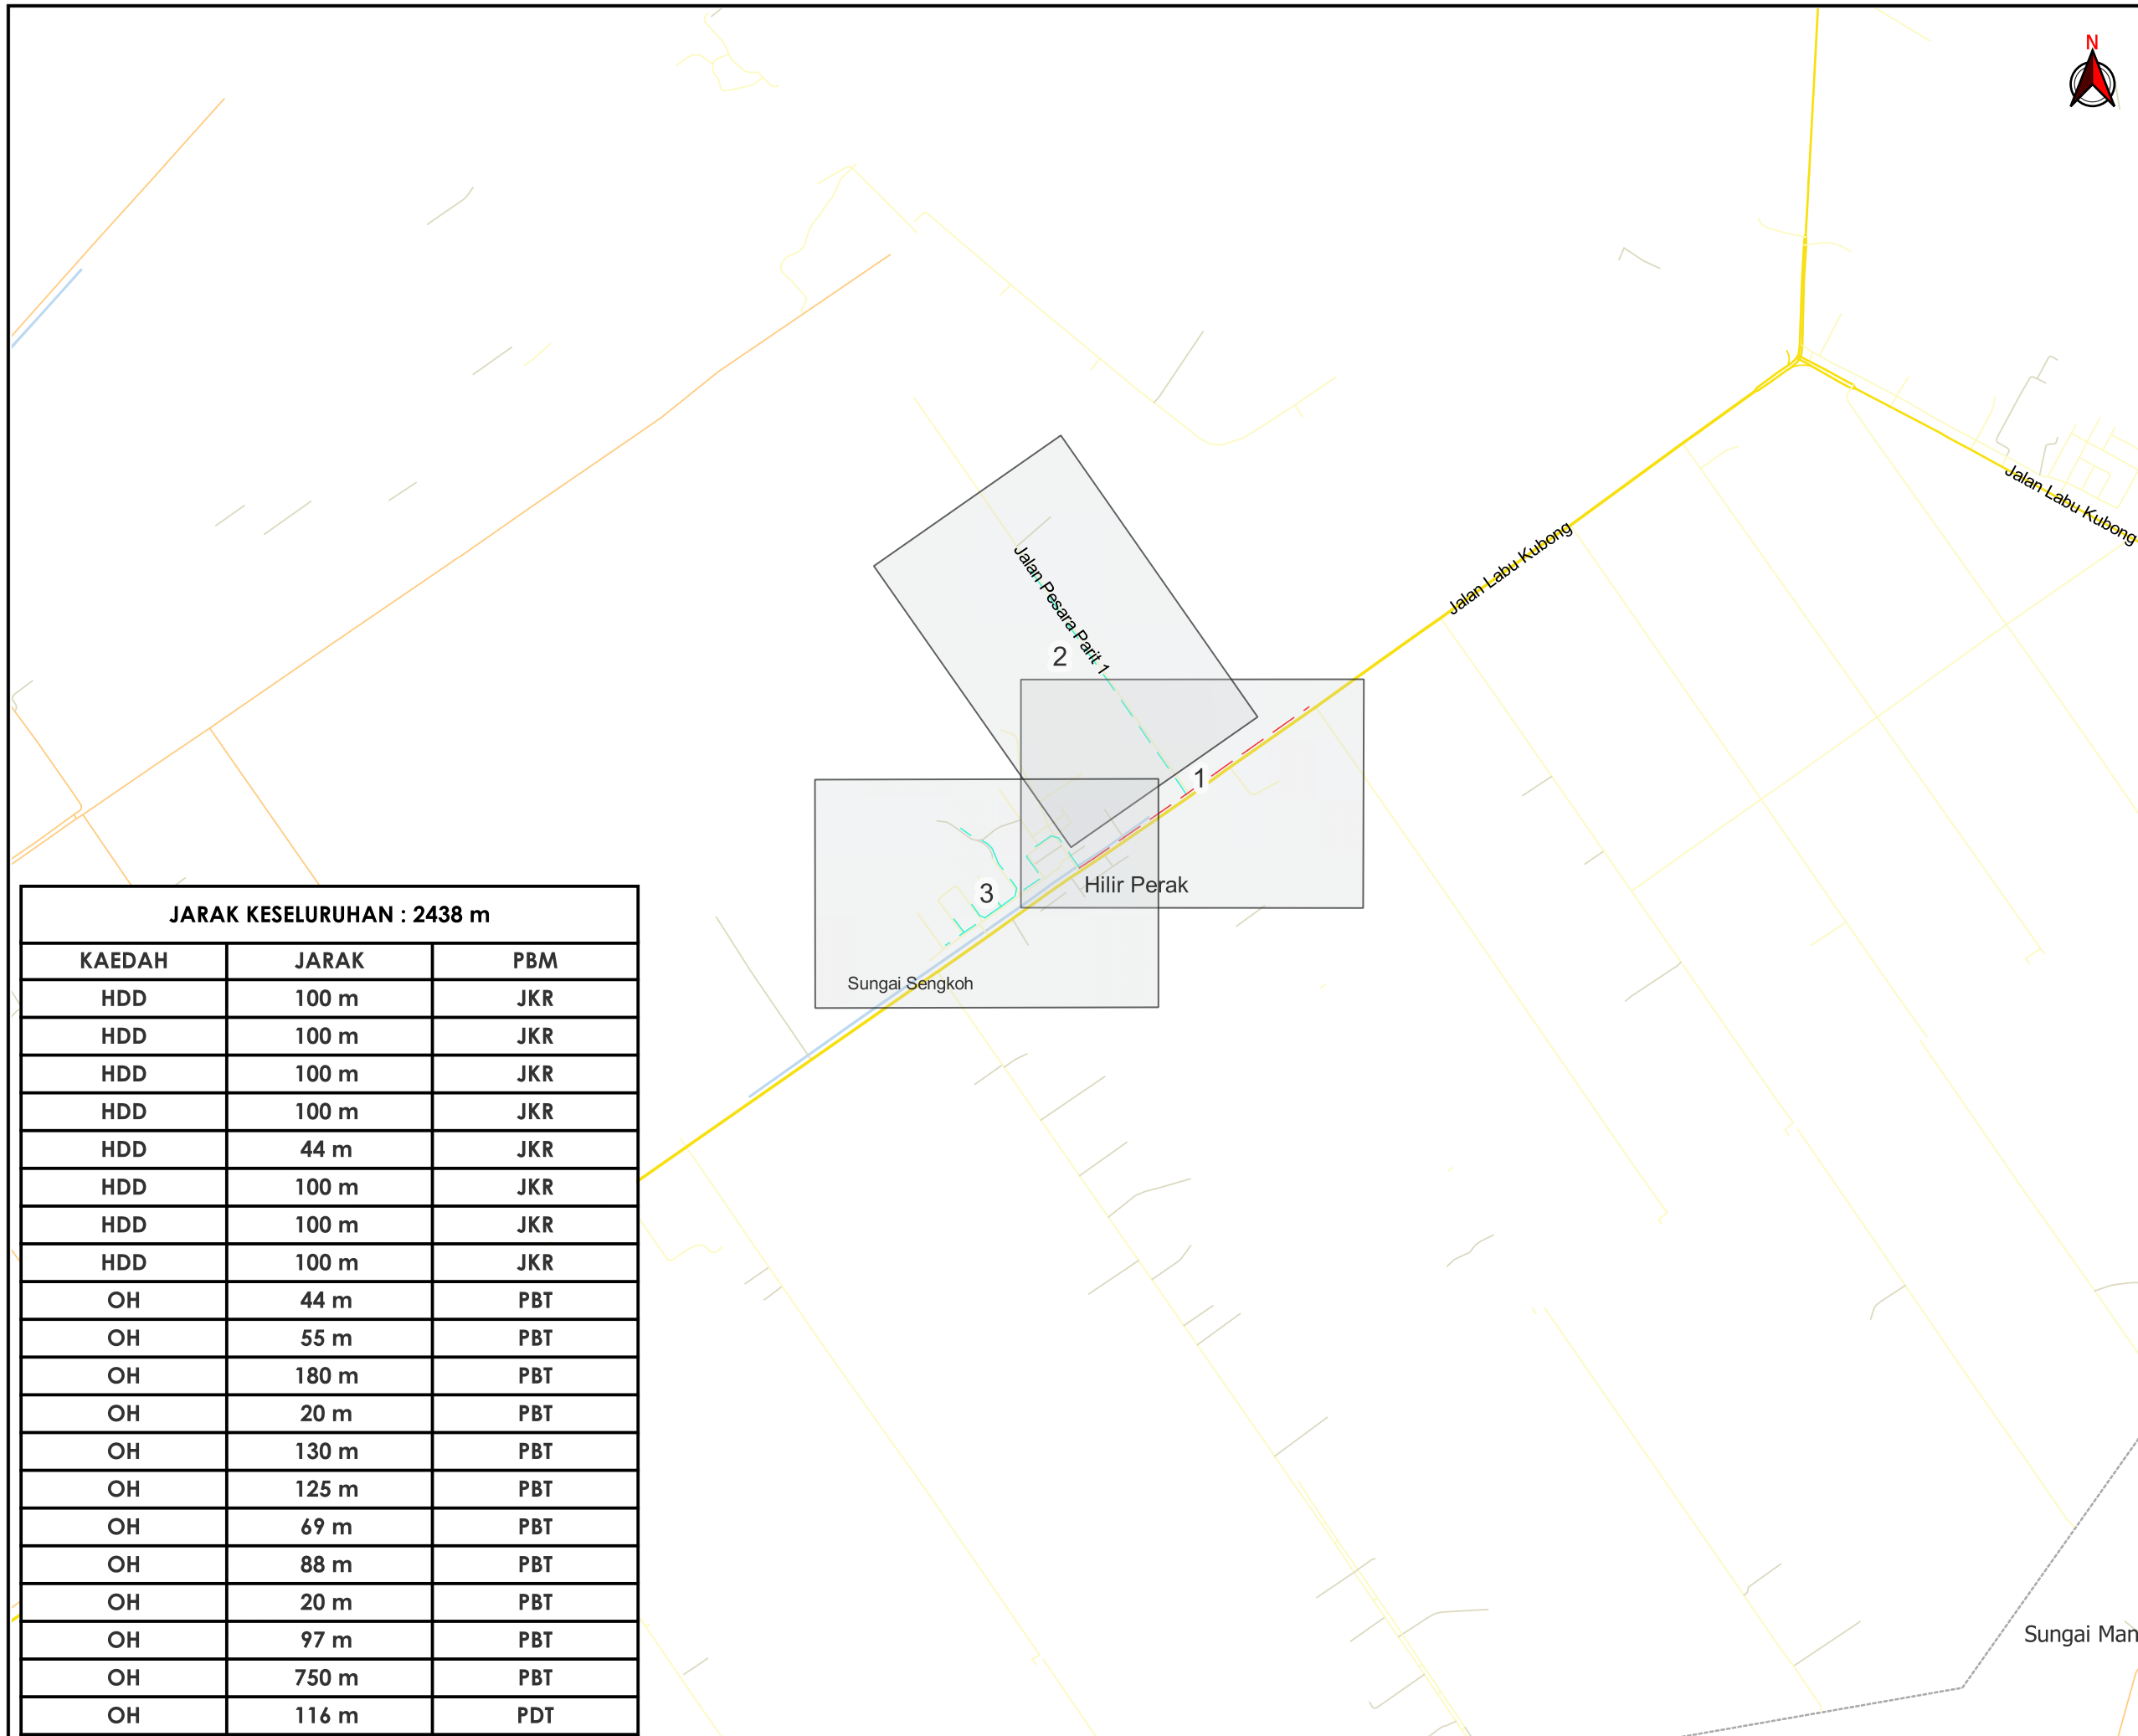 N
Jalan Labu Kubong
Jalan Labu Kubong
Jalan Pesara Parit 1
2
1
3
Hilir Perak
Sungai Sengkoh
JARAK KESELURUHAN : 2438 m
KAEDAH JARAK PBM
HDD 100 m JKR
HDD 100 m JKR
HDD 100 m JKR
HDD 100 m JKR
HDD 44 m JKR
HDD 100 m JKR
HDD 100 m JKR
HDD 100 m JKR
OH 44 m PBT
OH 55 m PBT
OH 180 m PBT
OH 20 m PBT
OH 130 m PBT
OH 125 m PBT
OH 69 m PBT
OH 88 m PBT
OH 20 m PBT
OH 97 m PBT
OH 750 m PBT
OH 116 m PDT
Sungai Man